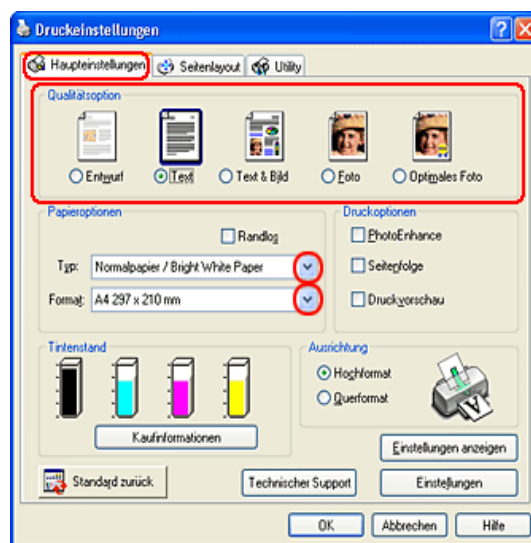 Druckeinstellungen
Haupteinstellungen Seitenlayout Utility
Qualitätsoption
Entwurf Text Text & Bild Foto Optimales Foto
Papieroptionen
Randlos
Typ: Normalpapier / Bright White Paper
Format: A4 297 x 210 mm
Druckoptionen
PhotoEnhance
Seitenfolge
Druckvorschau
Tintenstand
Kaufinformationen
Ausrichtung
Hochformat
Querformat
Einstellungen anzeigen
Standard zurück Technischer Support Einstellungen
OK Abbrechen Hilfe